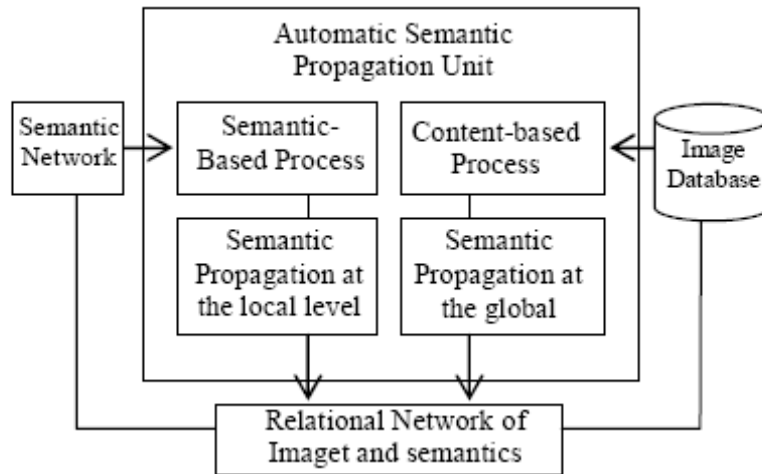 Automatic Semantic
Propagation Unit
Semantic
Network
Semantic-
Based Process
Content-based
Process
Image
Database
Semantic
Propagation at
the local level
Semantic
Propagation at
the global
Relational Network of
Imaget and semantics